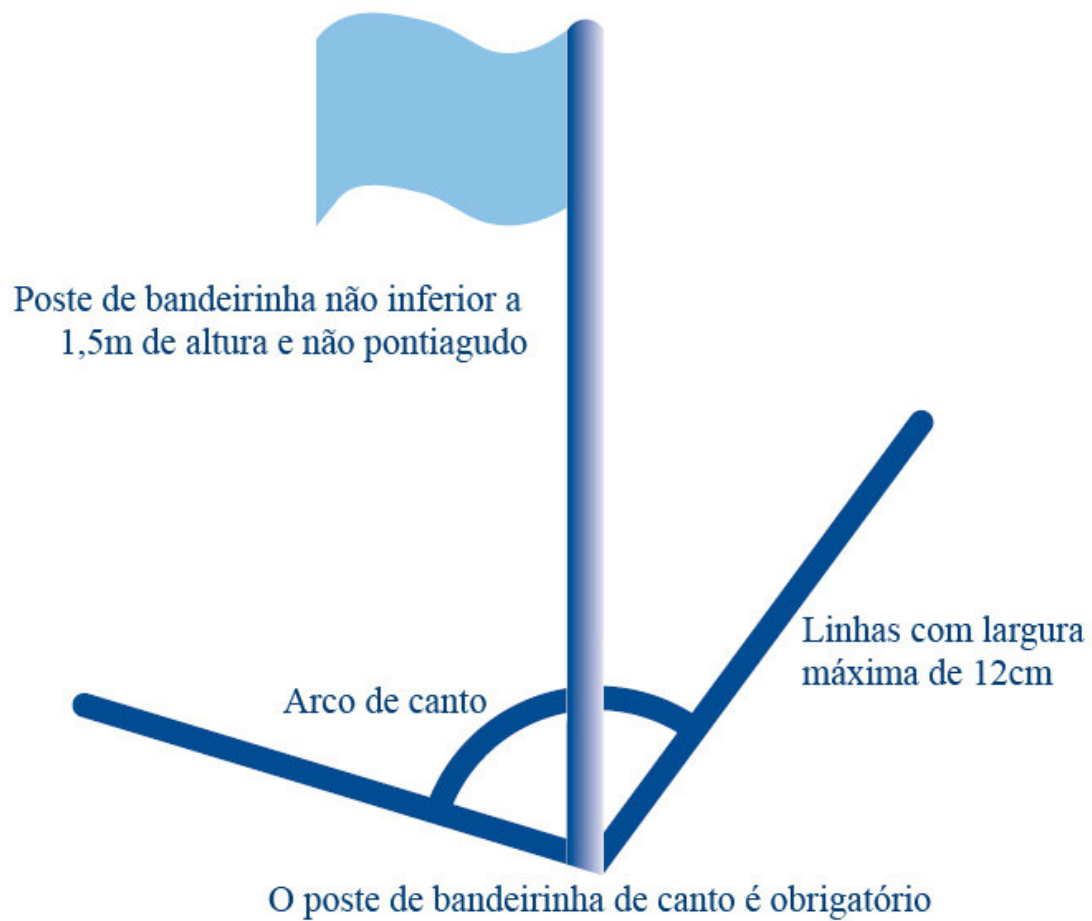 Poste de bandeirinha não inferior a
1,5m de altura e não pontiagudo
Linhas com largura
máxima de 12cm
Arco de canto
O poste de bandeirinha de canto é obrigatório